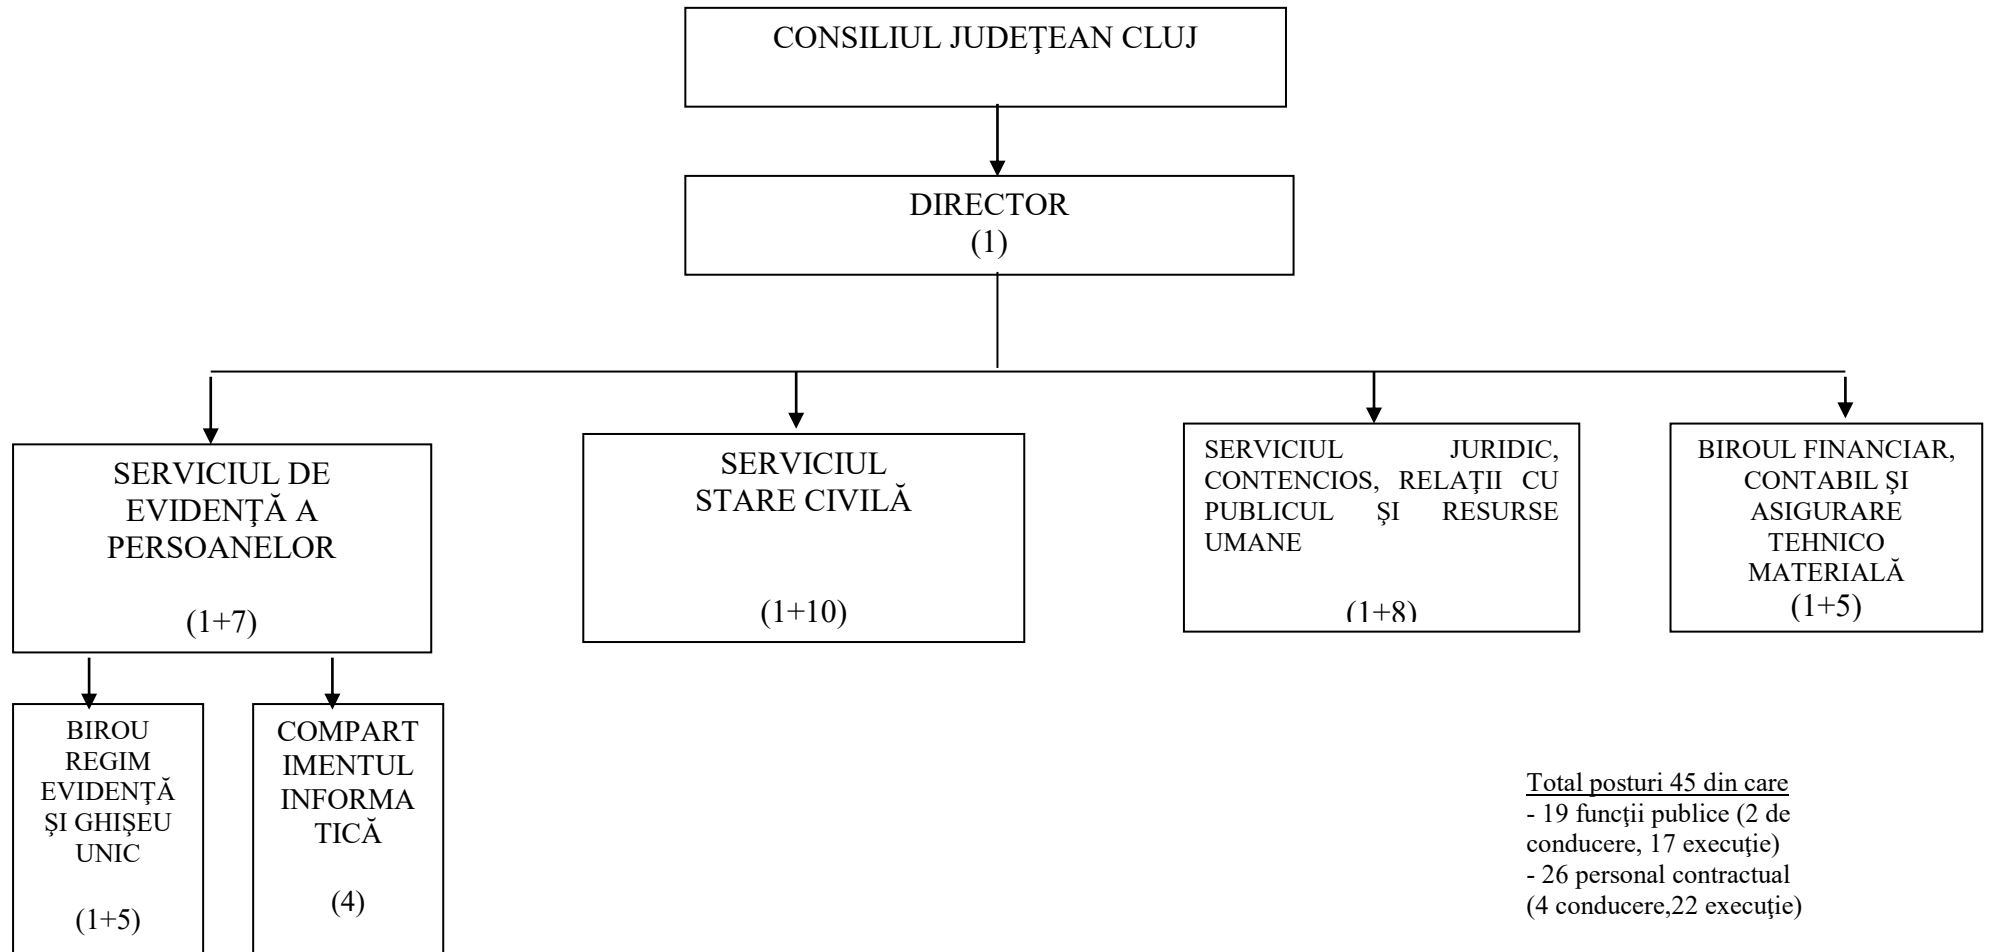 CONSILIUL JUDEŢEAN CLUJ
DIRECTOR
(1)
SERVICIUL DE
EVIDENŢĂ A
PERSOANELOR
(1+7)
SERVICIUL
STARE CIVILĂ
(1+10)
SERVICIUL JURIDIC,
CONTENCIOS, RELAŢII CU
PUBLICUL ŞI RESURSE
UMANE
(1+8)
BIROUL FINANCIAR,
CONTABIL ŞI
ASIGURARE
TEHNICO
MATERIALĂ
(1+5)
BIROU
REGIM
EVIDENŢĂ
ŞI GHIŞEU
UNIC
(1+5)
COMPART
IMENTUL
INFORMA
TICĂ
(4)
Total posturi 45 din care
- 19 funcţii publice (2 de
conducere, 17 execuţie)
- 26 personal contractual
(4 conducere,22 execuţie)